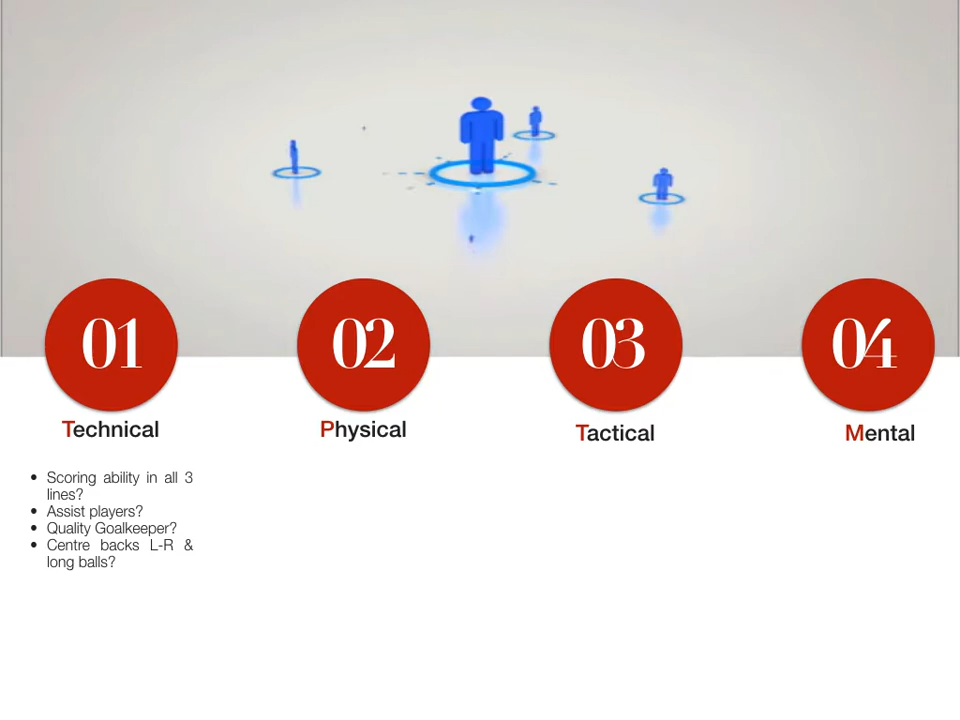 01
02
03
04
Technical
Physical
Tactical
Mental
• Scoring ability in all 3
lines?
• Assist players?
• Quality Goalkeeper?
• Centre backs L-R &
long balls?